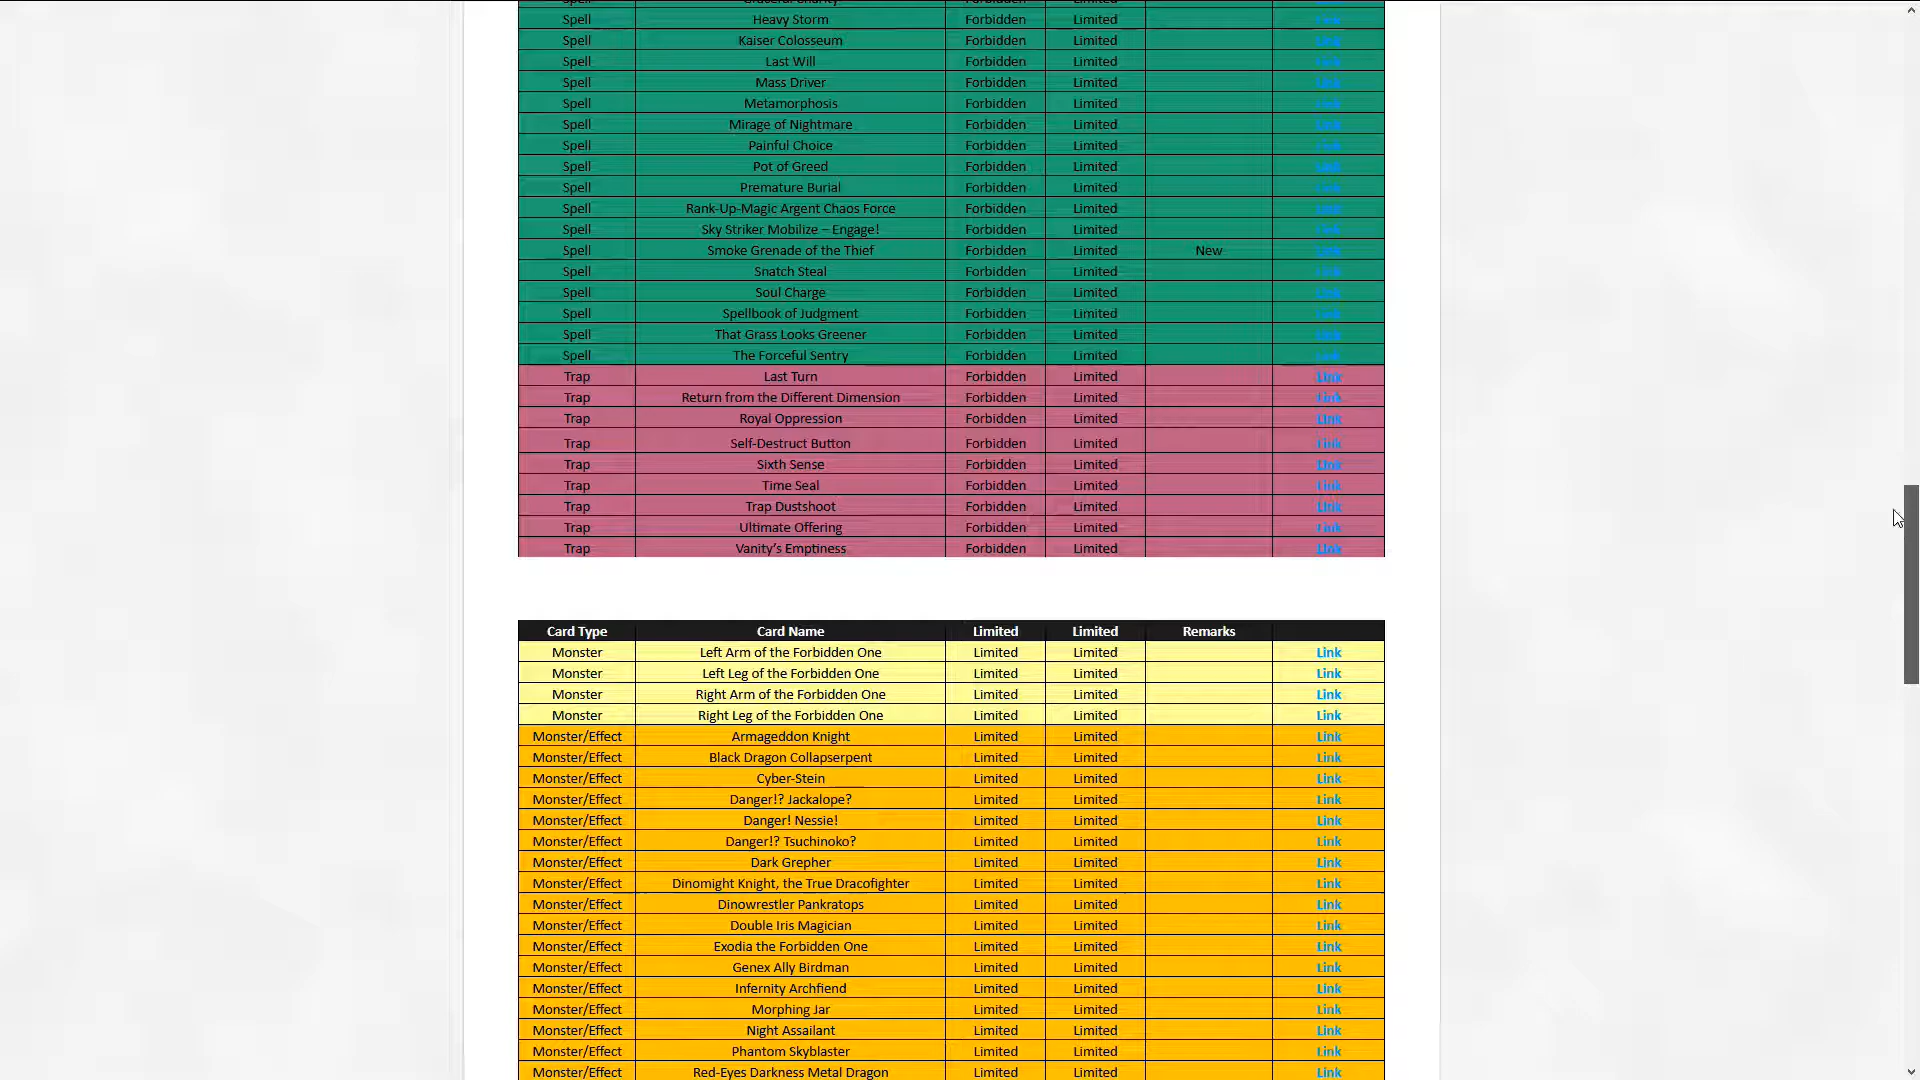 Spell Graceful Charity Forbidden Limited
Spell Heavy Storm Forbidden Limited Link
Spell Kaiser Colosseum Forbidden Limited Link
Spell Last Will Forbidden Limited Link
Spell Mass Driver Forbidden Limited Link
Spell Metamorphosis Forbidden Limited Link
Spell Mirage of Nightmare Forbidden Limited Link
Spell Painful Choice Forbidden Limited Link
Spell Pot of Greed Forbidden Limited Link
Spell Premature Burial Forbidden Limited Link
Spell Rank-Up-Magic Argent Chaos Force Forbidden Limited Link
Spell Sky Striker Mobilize – Engage! Forbidden Limited Link
Spell Smoke Grenade of the Thief Forbidden Limited New Link
Spell Snatch Steal Forbidden Limited Link
Spell Soul Charge Forbidden Limited Link
Spell Spellbook of Judgment Forbidden Limited Link
Spell That Grass Looks Greener Forbidden Limited Link
Spell The Forceful Sentry Forbidden Limited Link
Trap Last Turn Forbidden Limited Link
Trap Return from the Different Dimension Forbidden Limited Link
Trap Royal Oppression Forbidden Limited Link
Trap Self-Destruct Button Forbidden Limited Link
Trap Sixth Sense Forbidden Limited Link
Trap Time Seal Forbidden Limited Link
Trap Trap Dustshoot Forbidden Limited Link
Trap Ultimate Offering Forbidden Limited Link
Trap Vanity’s Emptiness Forbidden Limited Link
Card Type Card Name Limited Limited Remarks
Monster Left Arm of the Forbidden One Limited Limited Link
Monster Left Leg of the Forbidden One Limited Limited Link
Monster Right Arm of the Forbidden One Limited Limited Link
Monster Right Leg of the Forbidden One Limited Limited Link
Monster/Effect Armageddon Knight Limited Limited Link
Monster/Effect Black Dragon Collapserpent Limited Limited Link
Monster/Effect Cyber-Stein Limited Limited Link
Monster/Effect Danger!? Jackalope? Limited Limited Link
Monster/Effect Danger! Nessie! Limited Limited Link
Monster/Effect Danger!? Tsuchinoko? Limited Limited Link
Monster/Effect Dark Grepher Limited Limited Link
Monster/Effect Dinomight Knight, the True Dracofighter Limited Limited Link
Monster/Effect Dinowrestler Pankratops Limited Limited Link
Monster/Effect Double Iris Magician Limited Limited Link
Monster/Effect Exodia the Forbidden One Limited Limited Link
Monster/Effect Genex Ally Birdman Limited Limited Link
Monster/Effect Infernity Archfiend Limited Limited Link
Monster/Effect Morphing Jar Limited Limited Link
Monster/Effect Night Assailant Limited Limited Link
Monster/Effect Phantom Skyblaster Limited Limited Link
Monster/Effect Red-Eyes Darkness Metal Dragon Limited Limited Link